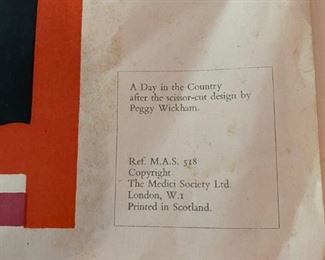 A Day in the Country
after the scissor-cut design by
Peggy Wickham.
Ref. M.A.S. 518
Copyright
The Medici Society Ltd.
London, W.1
Printed in Scotland.